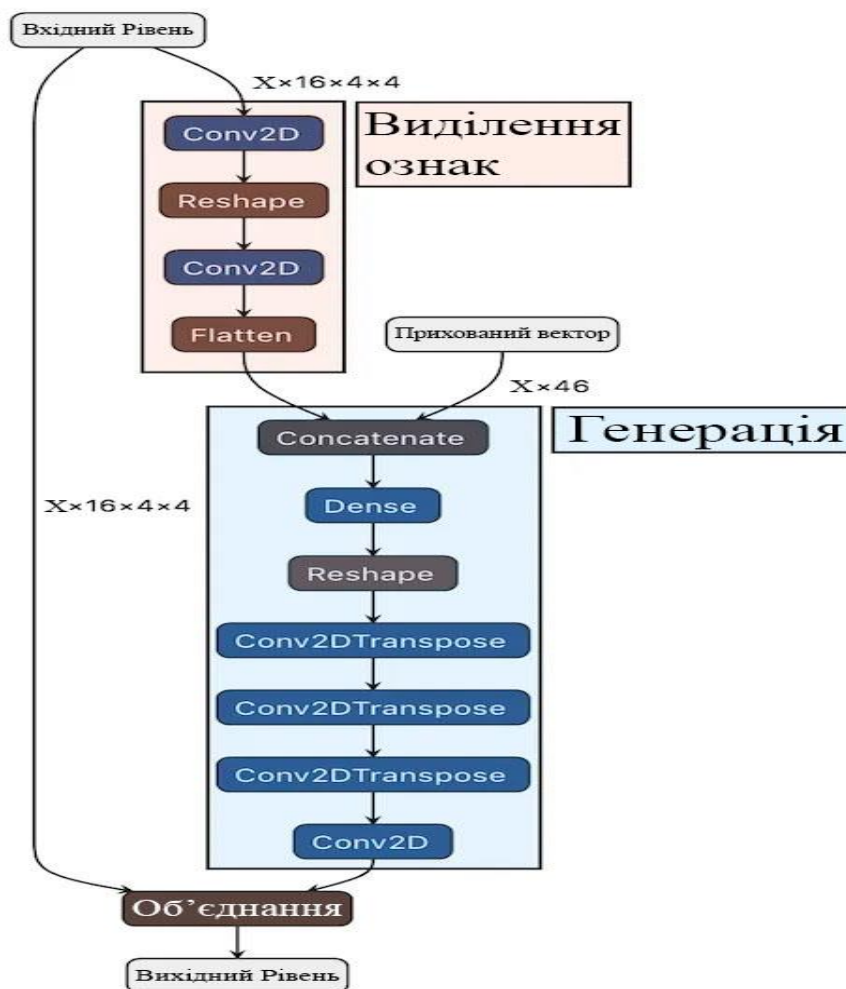 Вхідний Рівень
X×16×4×4
Conv2D
Виділення
ознак
Reshape
Conv2D
Flatten
Прихований вектор
X×46
Concatenate
Генерація
Dense
X×16×4×4
Reshape
Conv2DTranspose
Conv2DTranspose
Conv2DTranspose
Conv2D
Об’єднання
Вихідний Рівень